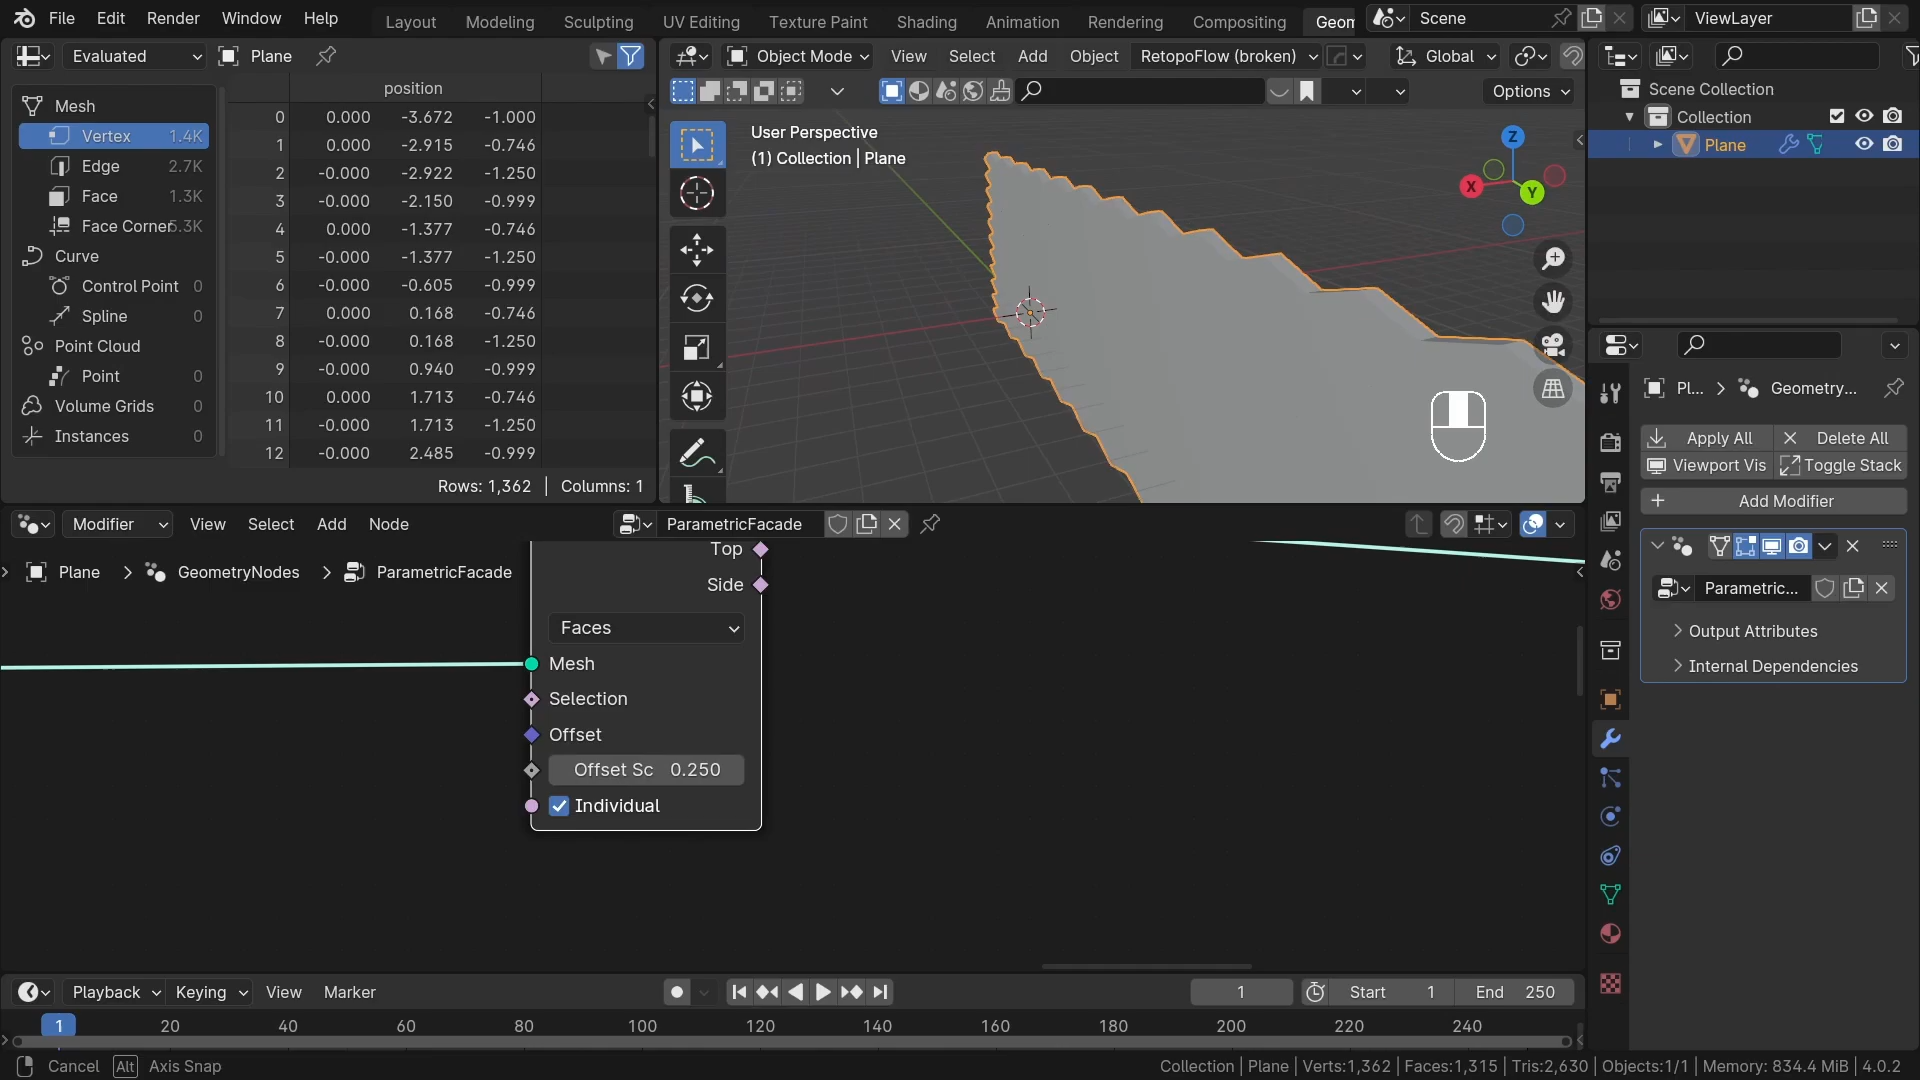 File Edit Render Window Help Layout Modeling Sculpting UV Editing Texture Paint Shading Animation Rendering Compositing Geom Scene ViewLayer
Evaluated Plane
position
Mesh
Vertex 1.4K
Edge 2.7K
Face 1.3K
Face Corner 5.3K
Curve
Control Point 0
Spline 0
Point Cloud
Point 0
Volume Grids 0
Instances 0
0 0.000 -3.672 -1.000
1 0.000 -2.915 -0.746
2 -0.000 -2.922 -1.250
3 -0.000 -2.150 -0.999
4 0.000 -1.377 -0.746
5 -0.000 -1.377 -1.250
6 -0.000 -0.605 -0.999
7 0.000 0.168 -0.746
8 -0.000 0.168 -1.250
9 -0.000 0.940 -0.999
10 0.000 1.713 -0.746
11 -0.000 1.713 -1.250
12 -0.000 2.485 -0.999
Rows: 1,362 | Columns: 1
Object Mode View Select Add Object RetopoFlow (broken) Global
Options
User Perspective
(1) Collection | Plane
Z
X
Y
Scene Collection
Collection
Plane
Pl... Geometry...
Apply All Delete All
Viewport Vis Toggle Stack
Add Modifier
Parametric...
Output Attributes
Internal Dependencies
Modifier View Select Add Node ParametricFacade
Plane GeometryNodes ParametricFacade
Top
Side
Faces
Mesh
Selection
Offset
Offset Sc 0.250
Individual
Playback Keying View Marker 1 Start 1 End 250
1 20 40 60 80 100 120 140 160 180 200 220 240
Cancel Alt Axis Snap
Collection | Plane | Verts:1,362 | Faces:1,315 | Tris:2,630 | Objects:1/1 | Memory: 834.4 MiB | 4.0.2